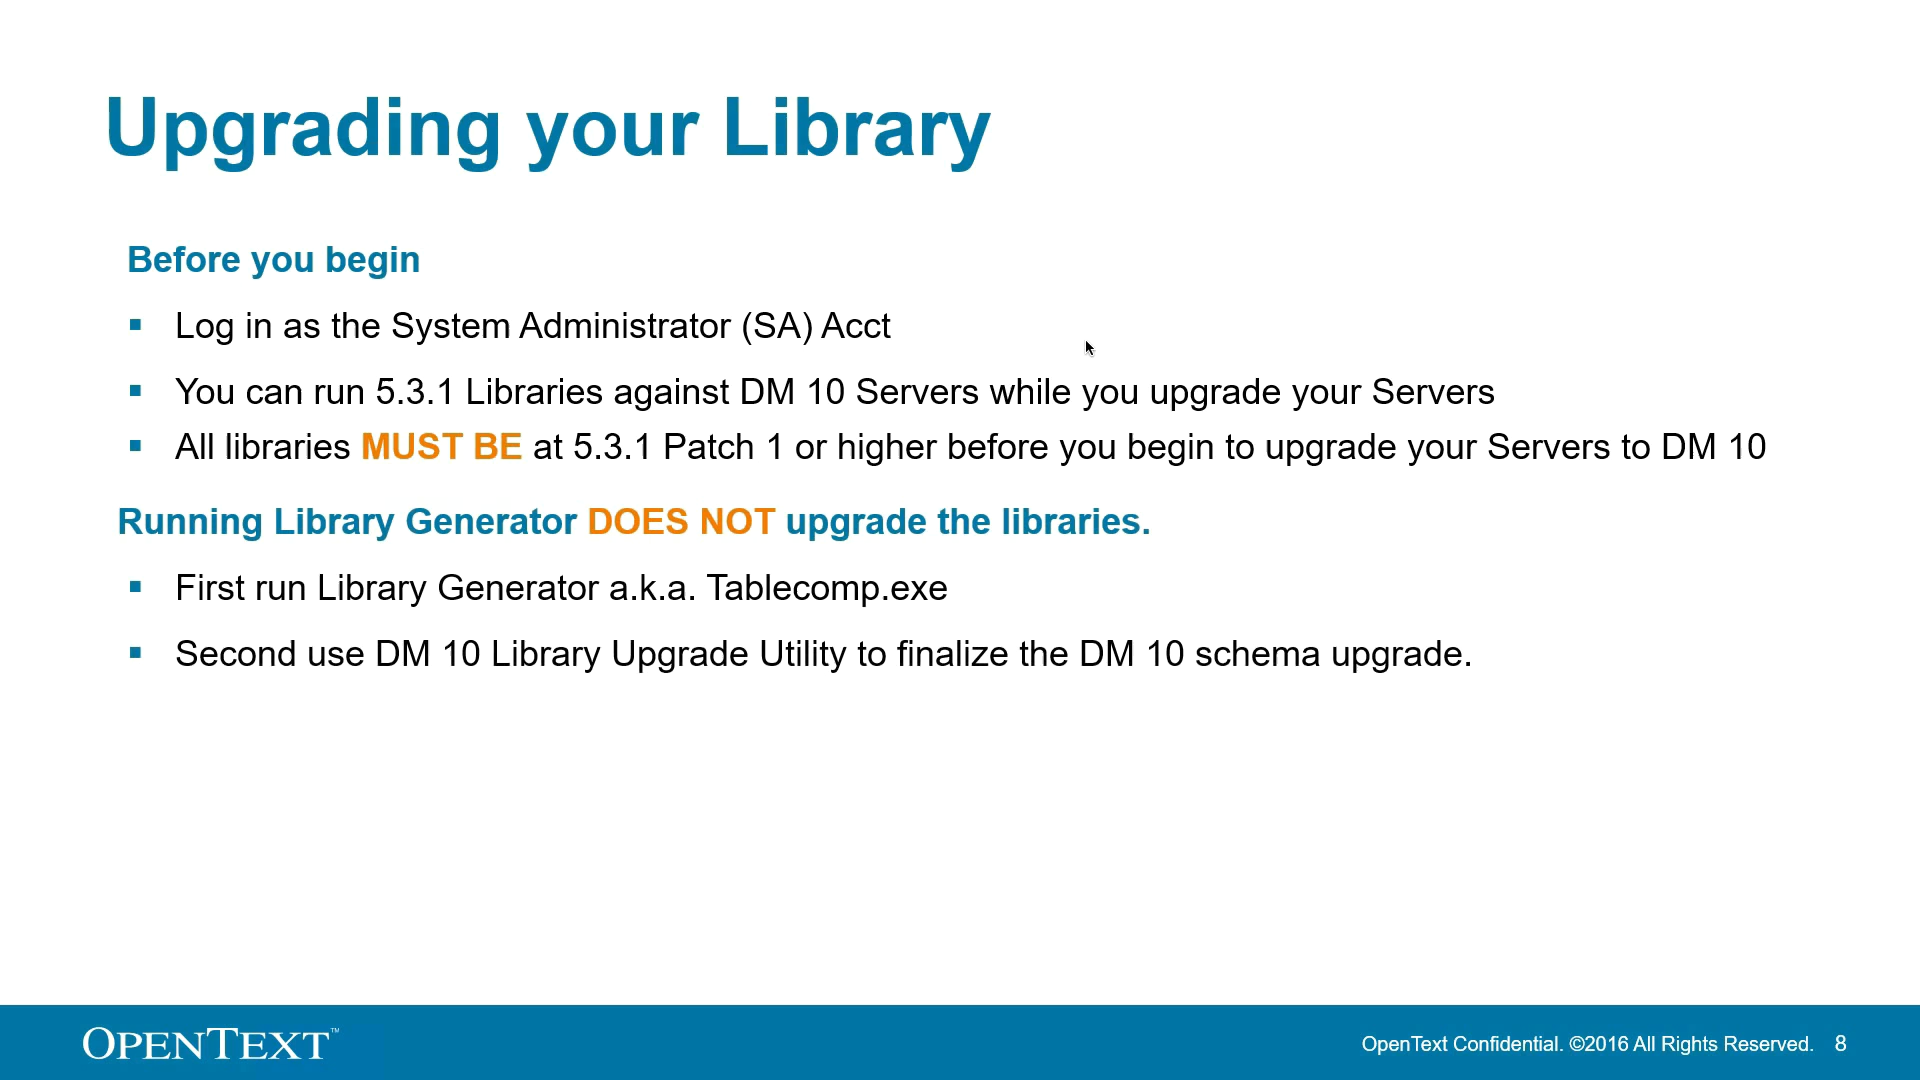 Upgrading your Library
Before you begin
▪ Log in as the System Administrator (SA) Acct
▪ You can run 5.3.1 Libraries against DM 10 Servers while you upgrade your Servers
▪ All libraries MUST BE at 5.3.1 Patch 1 or higher before you begin to upgrade your Servers to DM 10
Running Library Generator DOES NOT upgrade the libraries.
▪ First run Library Generator a.k.a. Tablecomp.exe
▪ Second use DM 10 Library Upgrade Utility to finalize the DM 10 schema upgrade.
OPENTEXT™
OpenText Confidential. ©2016 All Rights Reserved. 8